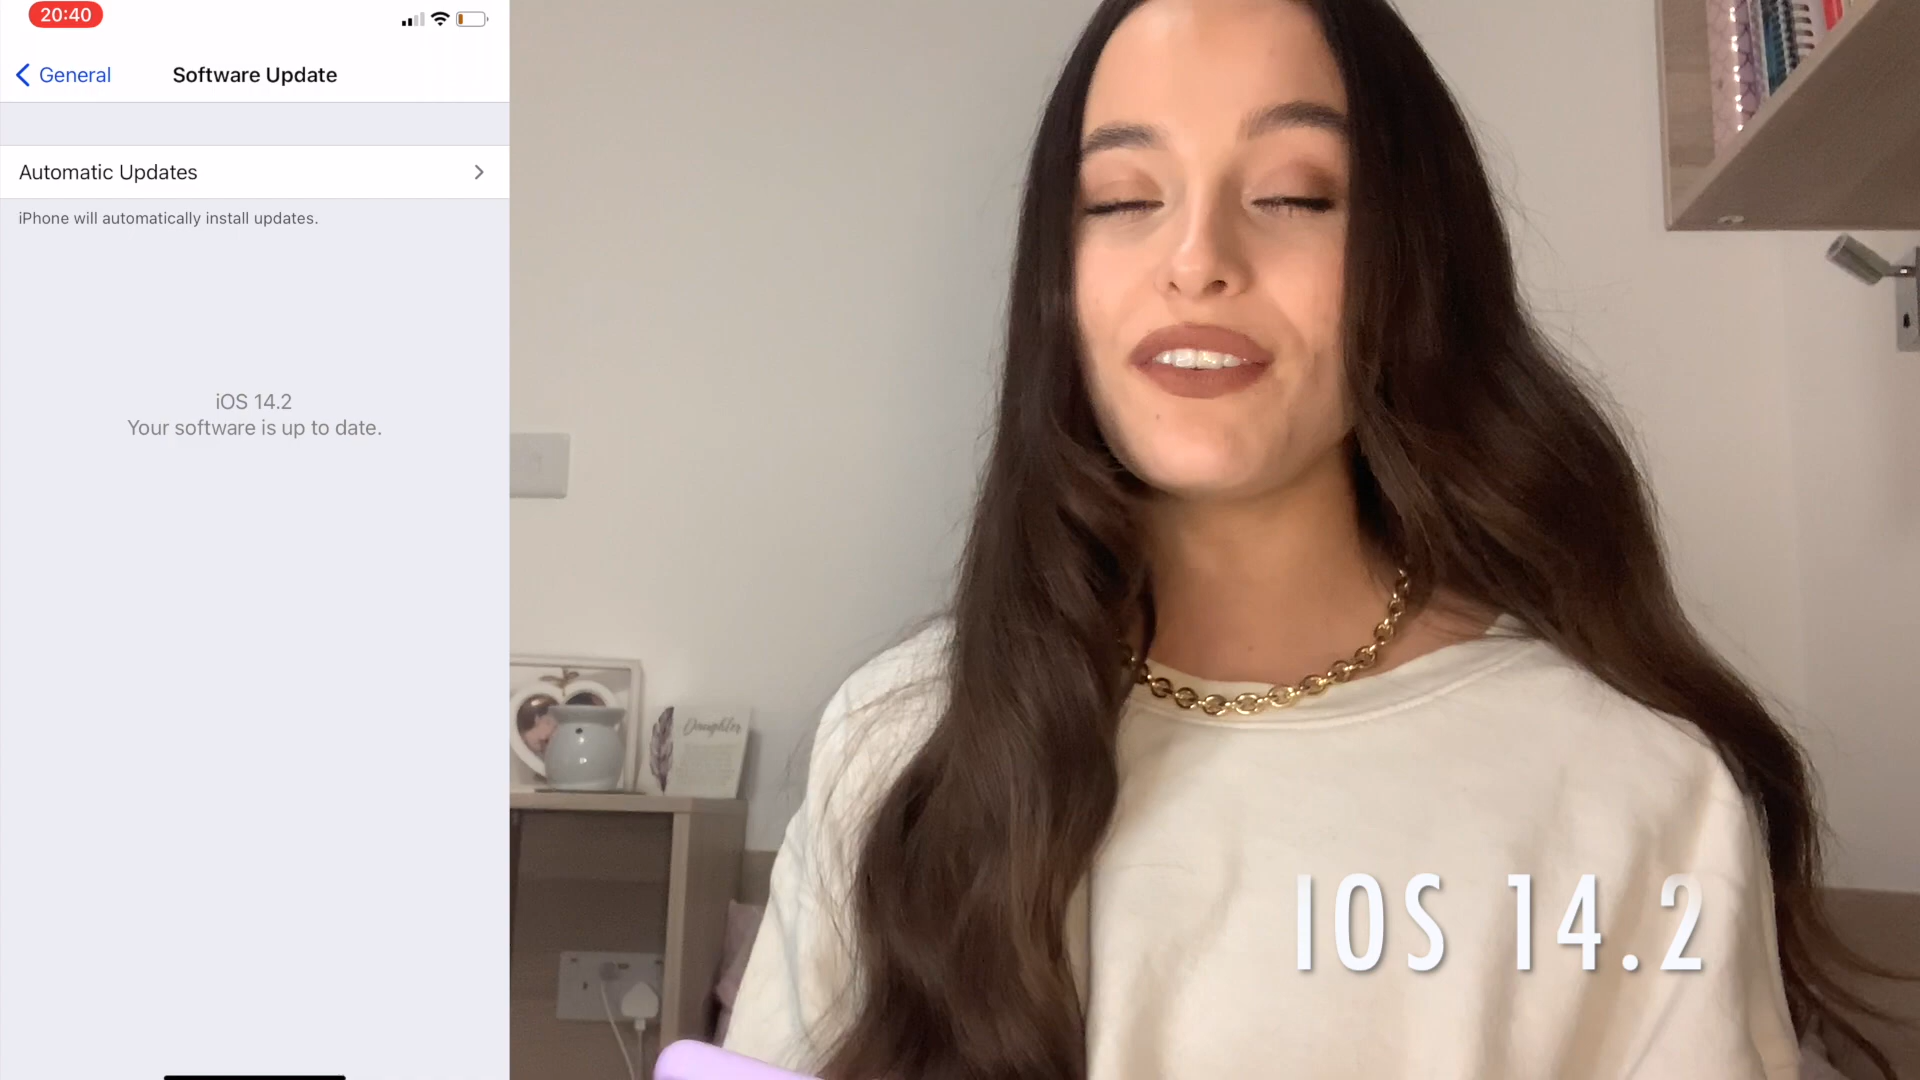 20:40
General
Software Update
Automatic Updates
iPhone will automatically install updates.
iOS 14.2
Your software is up to date.
Daughter
IOS 14.2